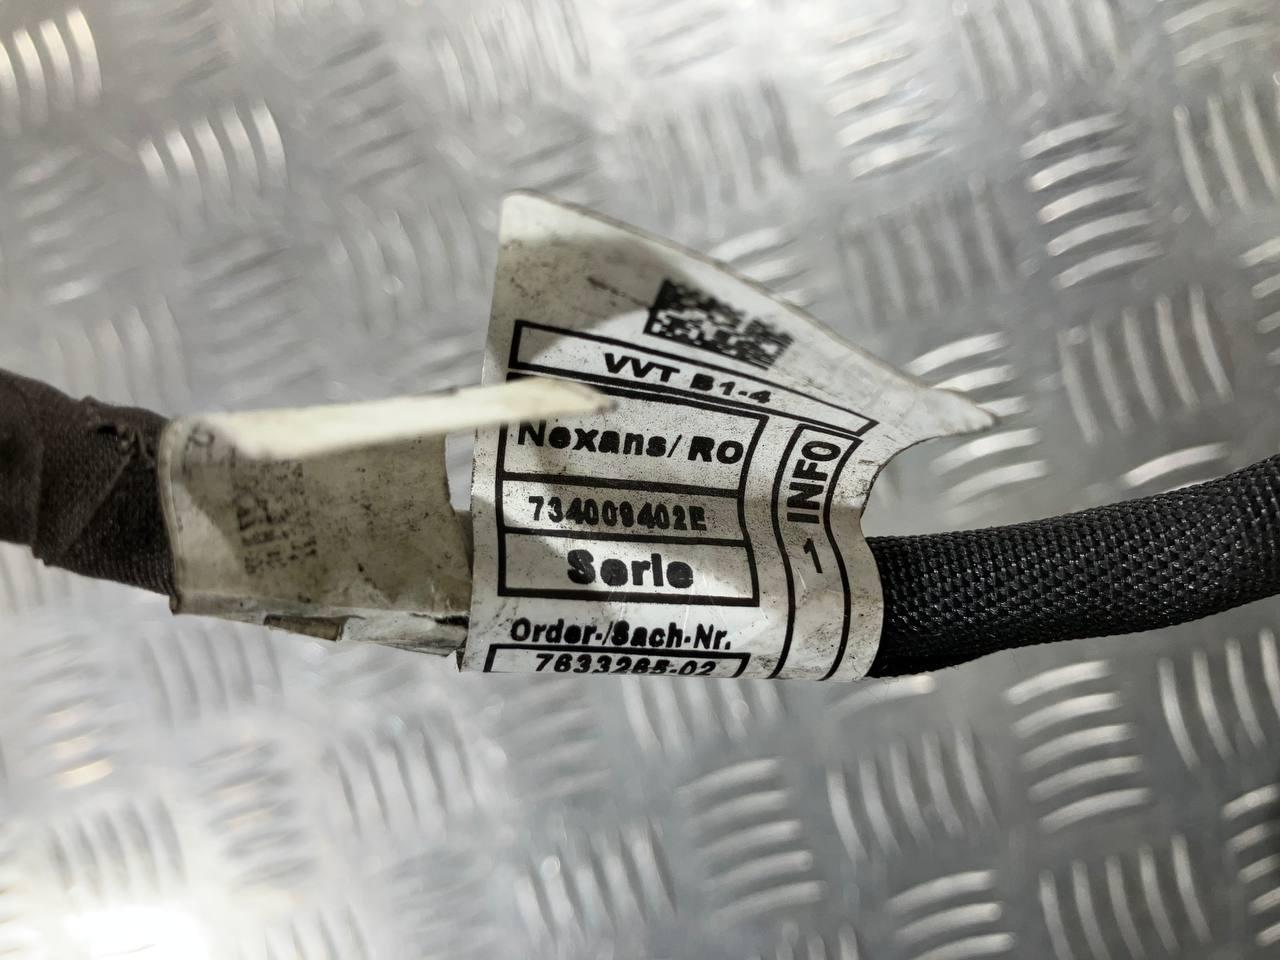 VVT B1-4
Nexans/ RO
734009402E
Serie
Order-/Sach-Nr.
7633265-02
1 INFO